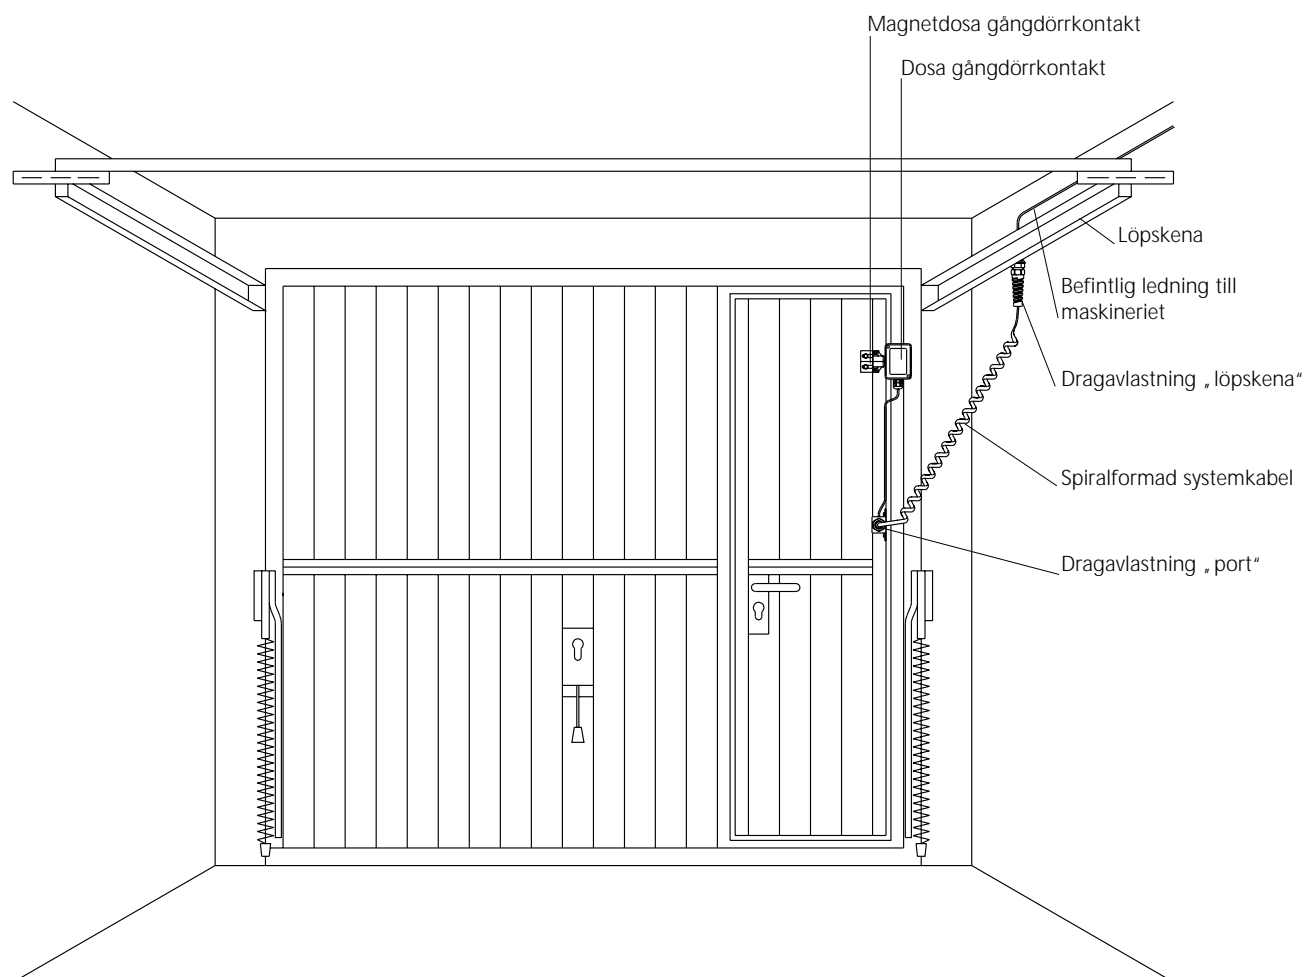 Magnetdosa gångdörrkontakt
Dosa gångdörrkontakt
Löpskena
Befintlig ledning till
maskineriet
Dragavlastning „löpskena“
Spiralformad systemkabel
Dragavlastning „port“